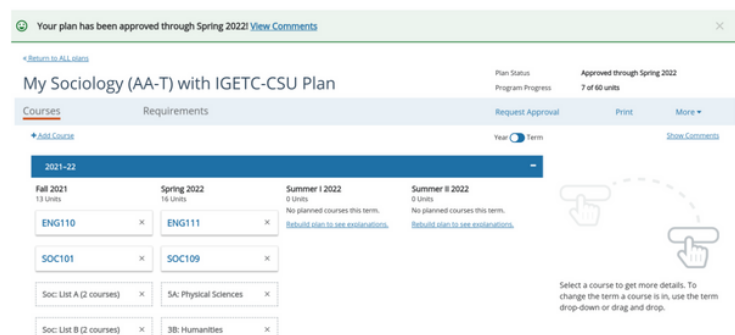 Your plan has been approved through Spring 2022! View Comments
< Return to ALL plans
My Sociology (AA-T) with IGETC-CSU Plan
Plan Status Approved through Spring 2022
Program Progress 7 of 60 units
Courses Requirements Request Approval Print More
+ Add Course Year Term Show Comments
2021–22
Fall 2021 Spring 2022 Summer I 2022 Summer II 2022
13 Units 16 Units 0 Units 0 Units
No planned courses this term. No planned courses this term.
Rebuild plan to see explanations. Rebuild plan to see explanations.
ENG110 × ENG111 ×
SOC101 × SOC109 ×
Soc: List A (2 courses) × 5A: Physical Sciences ×
Soc: List B (2 courses) × 3B: Humanities ×
Select a course to get more details. To
change the term a course is in, use the term
drop-down or drag and drop.